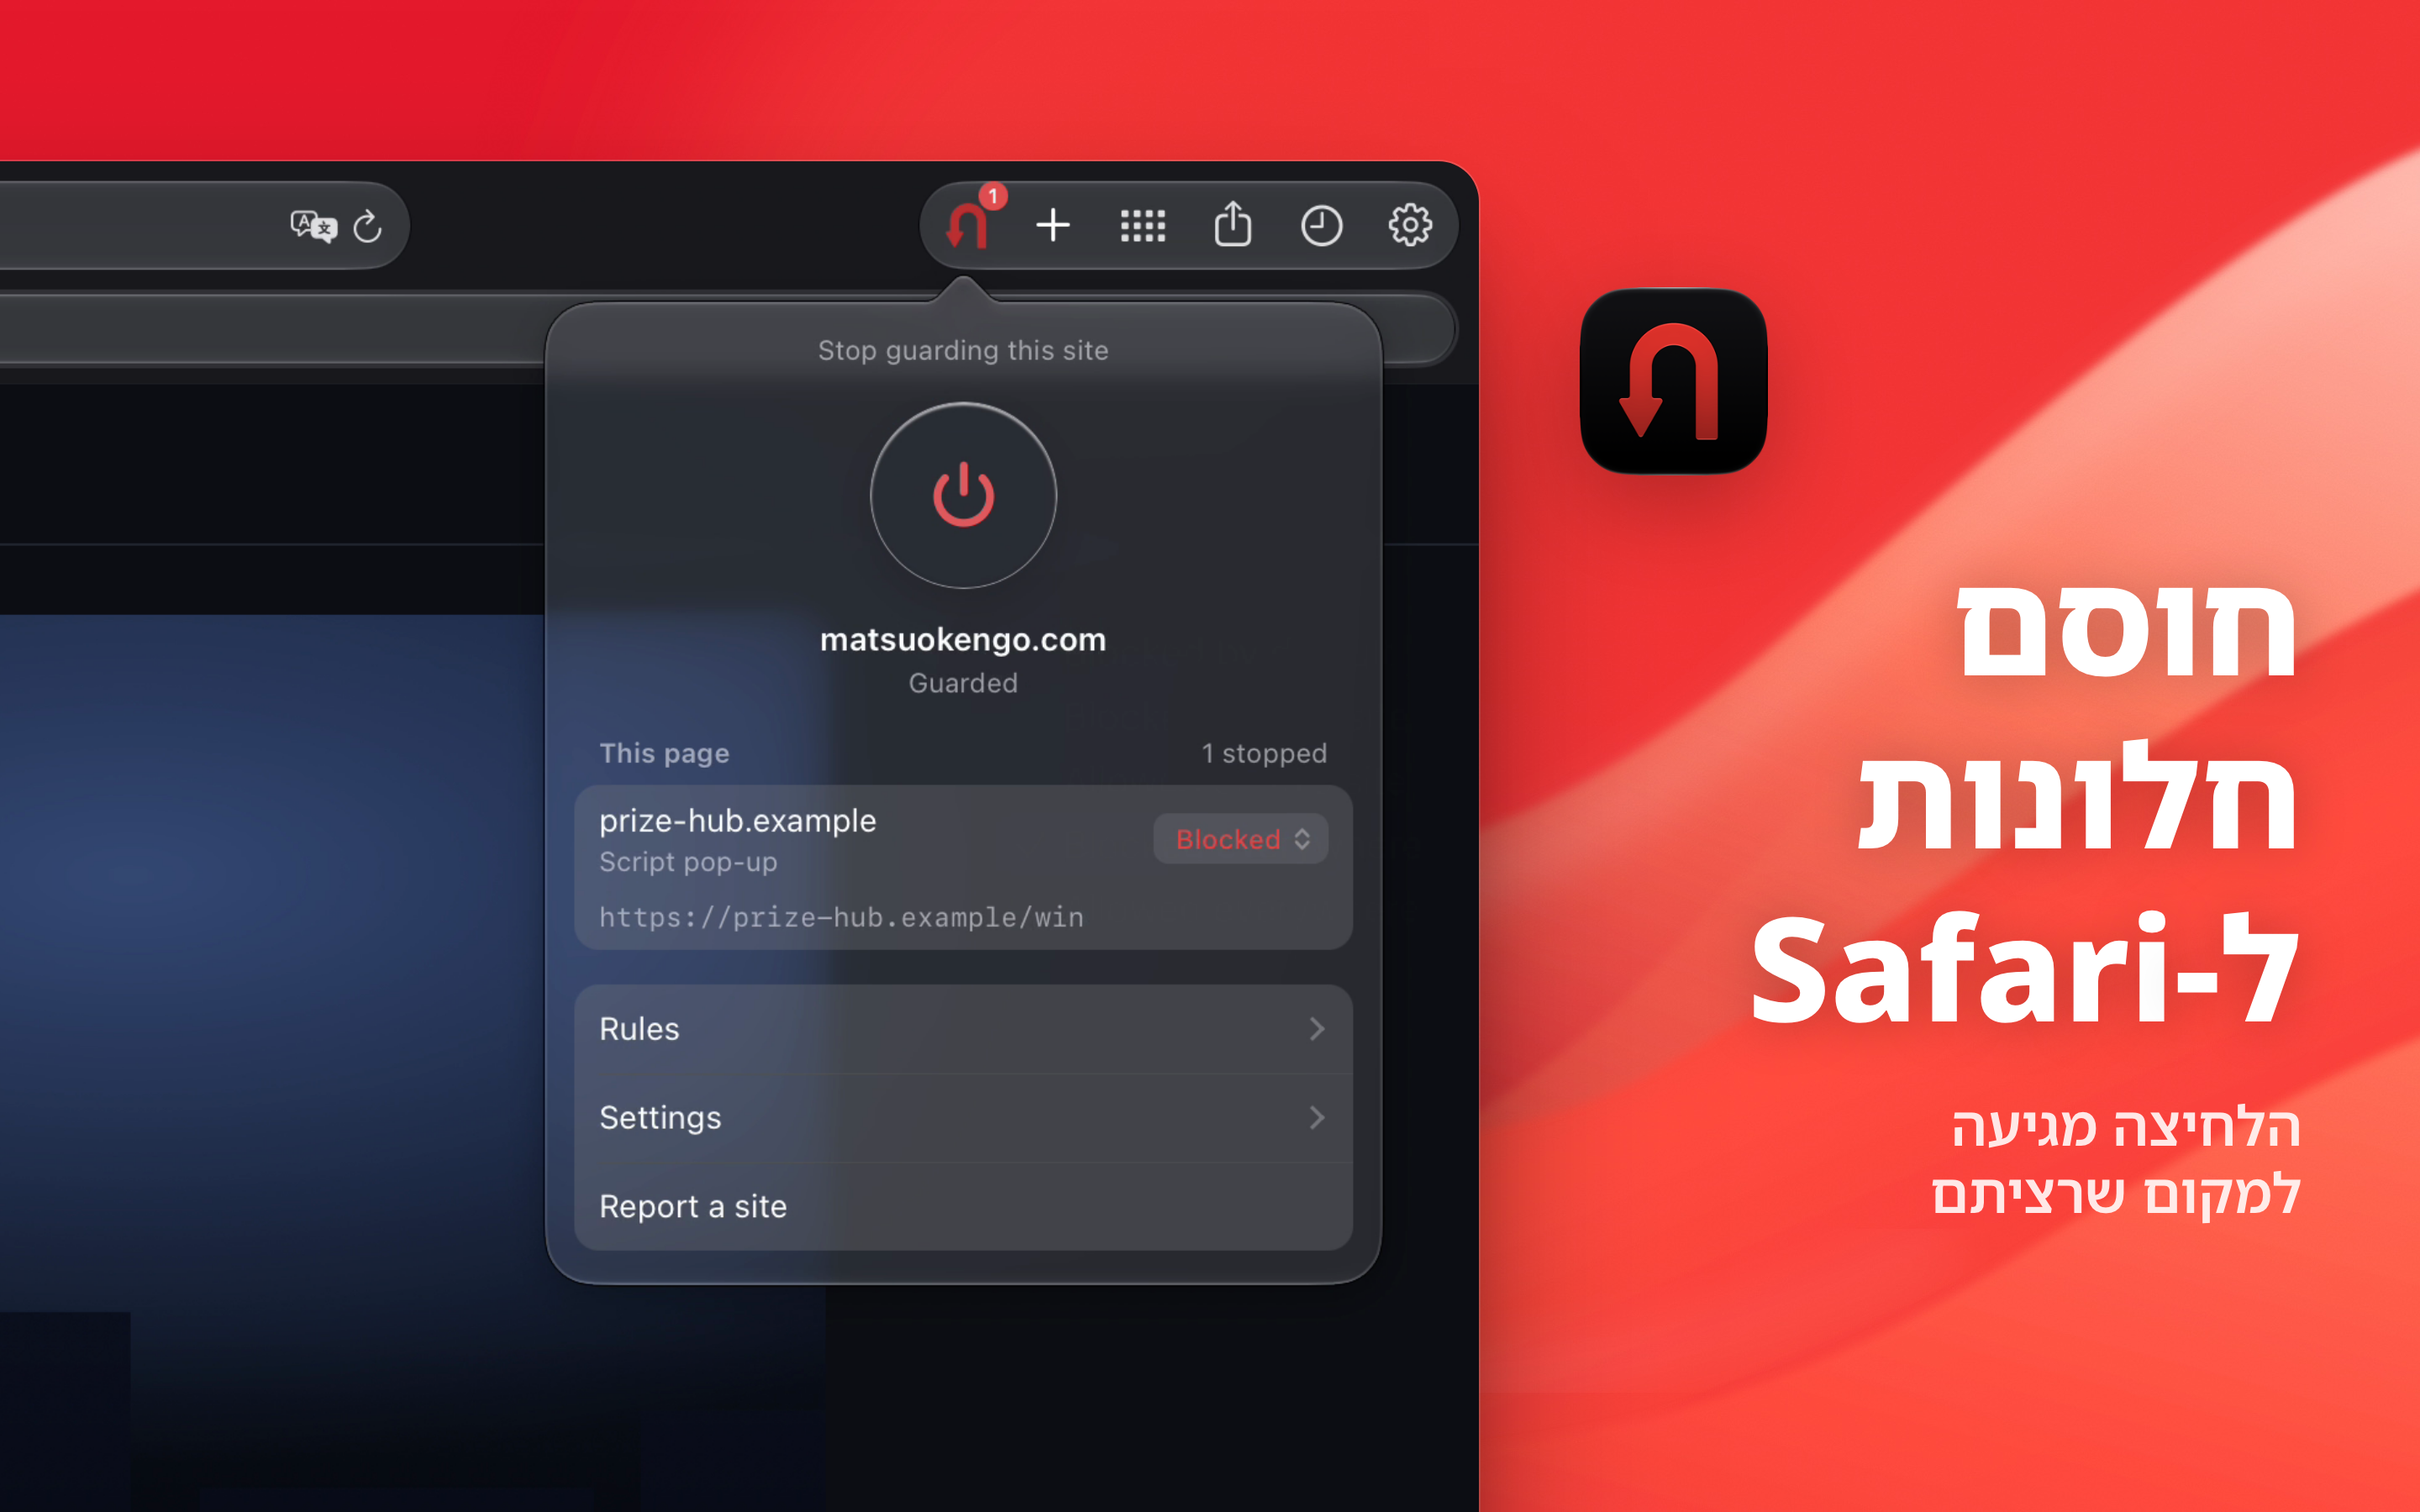 1
Stop guarding this site
matsuokengo.com
Guarded
This page
1 stopped
prize-hub.example
Blocked
Script pop-up
https://prize-hub.example/win
Rules
Settings
Report a site
חוסם
חלונות
ל-Safari
הלחיצה מגיעה
למקום שרציתם